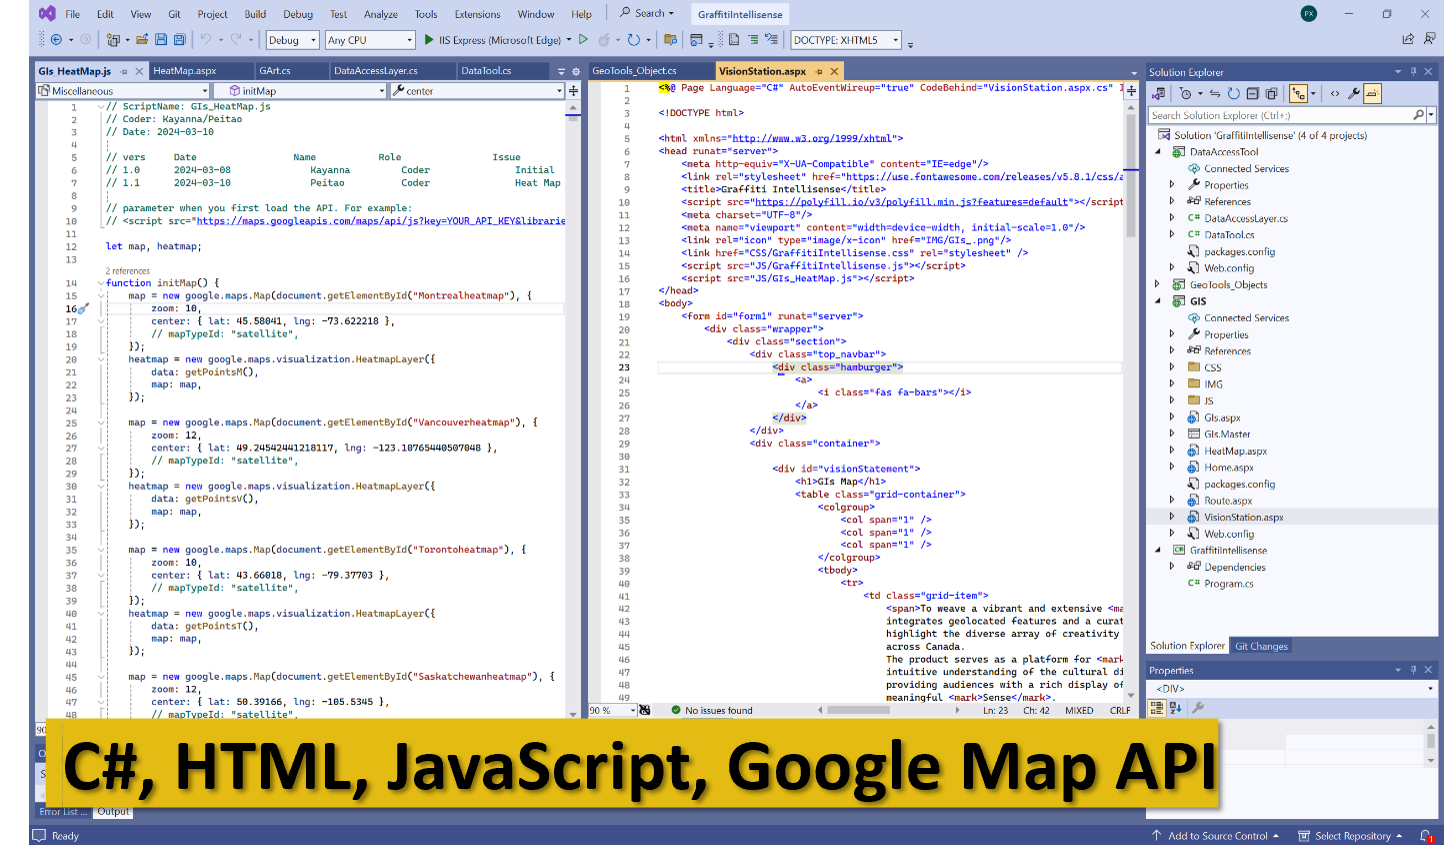 File Edit View Git Project Build Debug Test Analyze Tools Extensions Window Help Search GraffitiIntellisense PX
Debug Any CPU IIS Express (Microsoft Edge) DOCTYPE: XHTML5
GIs_HeatMap.js HeatMap.aspx GArt.cs DataAccessLayer.cs DataTool.cs
Miscellaneous initMap center
1 // ScriptName: GIs_HeatMap.js
2 // Coder: Kayanna/Peitao
3 // Date: 2024-03-10
4
5 // vers Date Name Role Issue
6 // 1.0 2024-03-08 Kayanna Coder Initial
7 // 1.1 2024-03-10 Peitao Coder Heat Map
8
9 // parameter when you first load the API. For example:
10 // <script src="https://maps.googleapis.com/maps/api/js?key=YOUR_API_KEY&librarie
11
12 let map, heatmap;
13
2 references
14 function initMap() {
15 map = new google.maps.Map(document.getElementById("Montrealheatmap"), {
16 zoom: 10,
17 center: { lat: 45.58041, lng: -73.622218 },
18 // mapTypeId: "satellite",
19 });
20 heatmap = new google.maps.visualization.HeatmapLayer({
21 data: getPointsM(),
22 map: map,
23 });
24
25 map = new google.maps.Map(document.getElementById("Vancouverheatmap"), {
26 zoom: 12,
27 center: { lat: 49.24542441218117, lng: -123.10765440507048 },
28 // mapTypeId: "satellite",
29 });
30 heatmap = new google.maps.visualization.HeatmapLayer({
31 data: getPointsV(),
32 map: map,
33 });
34
35 map = new google.maps.Map(document.getElementById("Torontoheatmap"), {
36 zoom: 10,
37 center: { lat: 43.66018, lng: -79.37703 },
38 // mapTypeId: "satellite",
39 });
40 heatmap = new google.maps.visualization.HeatmapLayer({
41 data: getPointsT(),
42 map: map,
43 });
44
45 map = new google.maps.Map(document.getElementById("Saskatchewanheatmap"), {
46 zoom: 12,
47 center: { lat: 50.39166, lng: -105.5345 },
48 // mapTypeId: "satellite",
GeoTools_Object.cs VisionStation.aspx
1 <%@ Page Language="C#" AutoEventWireup="true" CodeBehind="VisionStation.aspx.cs" I
2
3 <!DOCTYPE html>
4
5 <html xmlns="http://www.w3.org/1999/xhtml">
6 <head runat="server">
7 <meta http-equiv="X-UA-Compatible" content="IE=edge"/>
8 <link rel="stylesheet" href="https://use.fontawesome.com/releases/v5.8.1/css/a
9 <title>Graffiti Intellisense</title>
10 <script src="https://polyfill.io/v3/polyfill.min.js?features=default"></script
11 <meta charset="UTF-8"/>
12 <meta name="viewport" content="width=device-width, initial-scale=1.0"/>
13 <link rel="icon" type="image/x-icon" href="IMG/GIs_.png"/>
14 <link href="CSS/GraffitiIntellisense.css" rel="stylesheet" />
15 <script src="JS/GraffitiIntellisense.js"></script>
16 <script src="JS/GIs_HeatMap.js"></script>
17 </head>
18 <body>
19 <form id="form1" runat="server">
20 <div class="wrapper">
21 <div class="section">
22 <div class="top_navbar">
23 <div class="hamburger">
24 <a>
25 <i class="fas fa-bars"></i>
26 </a>
27 </div>
28 </div>
29 <div class="container">
30
31 <div id="visionStatement">
32 <h1>GIs Map</h1>
33 <table class="grid-container">
34 <colgroup>
35 <col span="1" />
36 <col span="1" />
37 <col span="1" />
38 </colgroup>
39 <tbody>
40 <tr>
41 <td class="grid-item">
42 <span>To weave a vibrant and extensive <ma
43 integrates geolocated features and a curat
44 highlight the diverse array of creativity
45 across Canada.
46 The product serves as a platform for <mark
47 intuitive understanding of the cultural di
48 providing audiences with a rich display of
49 meaningful <mark>Sense</mark>.
90 % No issues found Ln: 23 Ch: 42 MIXED CRLF
Solution Explorer
Search Solution Explorer (Ctrl+;)
Solution 'GraffitiIntellisense' (4 of 4 projects)
DataAccessTool
Connected Services
Properties
References
C# DataAccessLayer.cs
C# DataTool.cs
packages.config
Web.config
GeoTools_Objects
GIS
Connected Services
Properties
References
CSS
IMG
JS
GIs.aspx
GIs.Master
HeatMap.aspx
Home.aspx
packages.config
Route.aspx
VisionStation.aspx
Web.config
C# GraffitiIntellisense
Dependencies
C# Program.cs
Solution Explorer Git Changes
Properties
<DIV>
C#, HTML, JavaScript, Google Map API
Error List ... Output
Ready Add to Source Control Select Repository 1